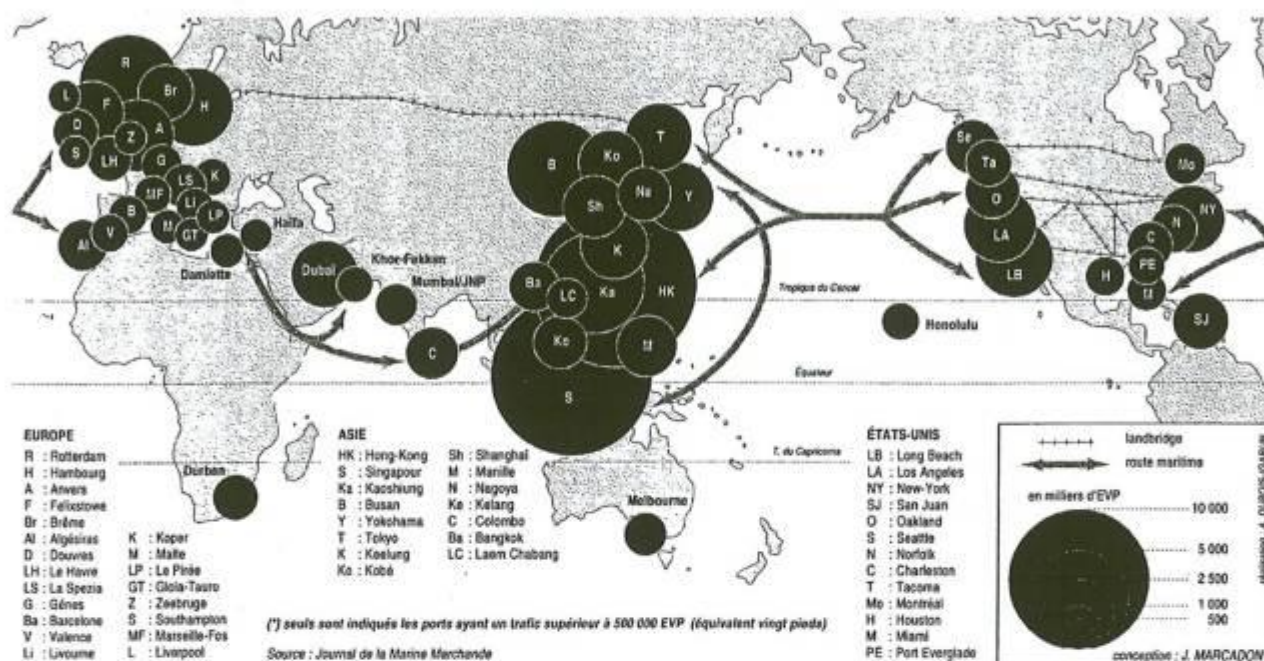 R
Br
H
L
F
D
A
Z
S
LH
G
K
LS
MF
Li
B
LP
V
M
GT
Al
Haifa
Damiette
Dubaï
Khor-Fakkan
Mumbaï/JNP
C
T
Ko
B
Na
Y
Sh
K
Ba
Ka
HK
LC
Ke
M
S
Se
Ta
O
LA
LB
Mo
NY
N
C
PE
H
M
SJ
Tropique du Cancer
Honolulu
Équateur
T. du Capricorne
Durban
Melbourne
EUROPE
R : Rotterdam
H : Hambourg
A : Anvers
F : Felixstowe
Br : Brême
Al : Algésiras
D : Douvres
LH : Le Havre
LS : La Spezia
G : Gênes
Ba : Barcelone
V : Valence
Li : Livourne
K : Koper
M : Malte
LP : Le Pirée
GT : Gioia-Tauro
Z : Zeebruge
S : Southampton
MF : Marseille-Fos
L : Liverpool
ASIE
HK : Hong-Kong
S : Singapour
Ka : Kaoshiung
B : Busan
Y : Yokohama
T : Tokyo
K : Keelung
Ko : Kobé
Sh : Shanghaï
M : Manille
N : Nagoya
Ke : Kelang
C : Colombo
Ba : Bangkok
LC : Laem Chabang
ÉTATS-UNIS
LB : Long Beach
LA : Los Angeles
NY : New-York
SJ : San Juan
O : Oakland
S : Seattle
N : Norfolk
C : Charleston
T : Tacoma
Mo : Montréal
H : Houston
M : Miami
PE : Port Everglade
landbridge
route maritime
en milliers d'EVP
10 000
5 000
2 500
1 000
500
conception : J. MARCADON
(*) seuls sont indiqués les ports ayant un trafic supérieur à 500 000 EVP (équivalent vingt pieds)
Source : Journal de la Marine Marchande